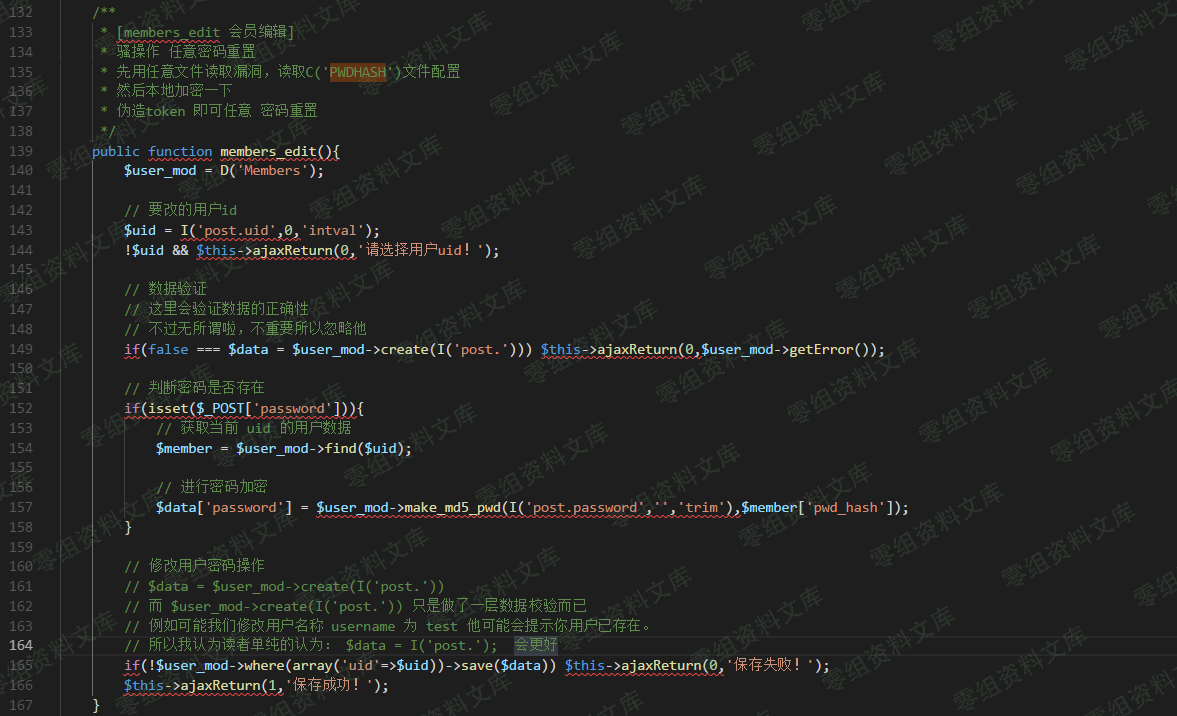 132 /**
133 * [members_edit 会员编辑]
134 * 骚操作 任意密码重置
135 * 先用任意文件读取漏洞，读取C('PWDHASH')文件配置
136 * 然后本地加密一下
137 * 伪造token 即可任意 密码重置
138 */
139 public function members_edit(){
140 $user_mod = D('Members');
141
142 // 要改的用户id
143 $uid = I('post.uid',0,'intval');
144 !$uid && $this->ajaxReturn(0,'请选择用户uid！');
145
146 // 数据验证
147 // 这里会验证数据的正确性
148 // 不过无所谓啦，不重要所以忽略他
149 if(false === $data = $user_mod->create(I('post.'))) $this->ajaxReturn(0,$user_mod->getError());
150
151 // 判断密码是否存在
152 if(isset($_POST['password'])){
153 // 获取当前 uid 的用户数据
154 $member = $user_mod->find($uid);
155
156 // 进行密码加密
157 $data['password'] = $user_mod->make_md5_pwd(I('post.password','','trim'),$member['pwd_hash']);
158 }
159
160 // 修改用户密码操作
161 // $data = $user_mod->create(I('post.'))
162 // 而 $user_mod->create(I('post.')) 只是做了一层数据校验而已
163 // 例如可能我们修改用户名称 username 为 test 他可能会提示你用户已存在。
164 // 所以我认为读者单纯的认为： $data = I('post.'); 会更好
165 if(!$user_mod->where(array('uid'=>$uid))->save($data)) $this->ajaxReturn(0,'保存失败！');
166 $this->ajaxReturn(1,'保存成功！');
167 }
零组资料文库